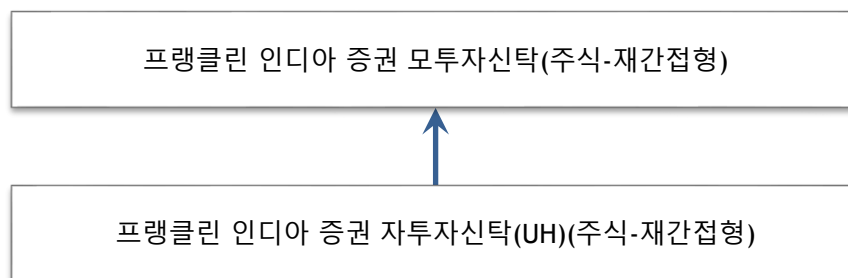 프랭클린 인디아 증권 모투자신탁(주식-재간접형)
프랭클린 인디아 증권 자투자신탁(UH)(주식-재간접형)